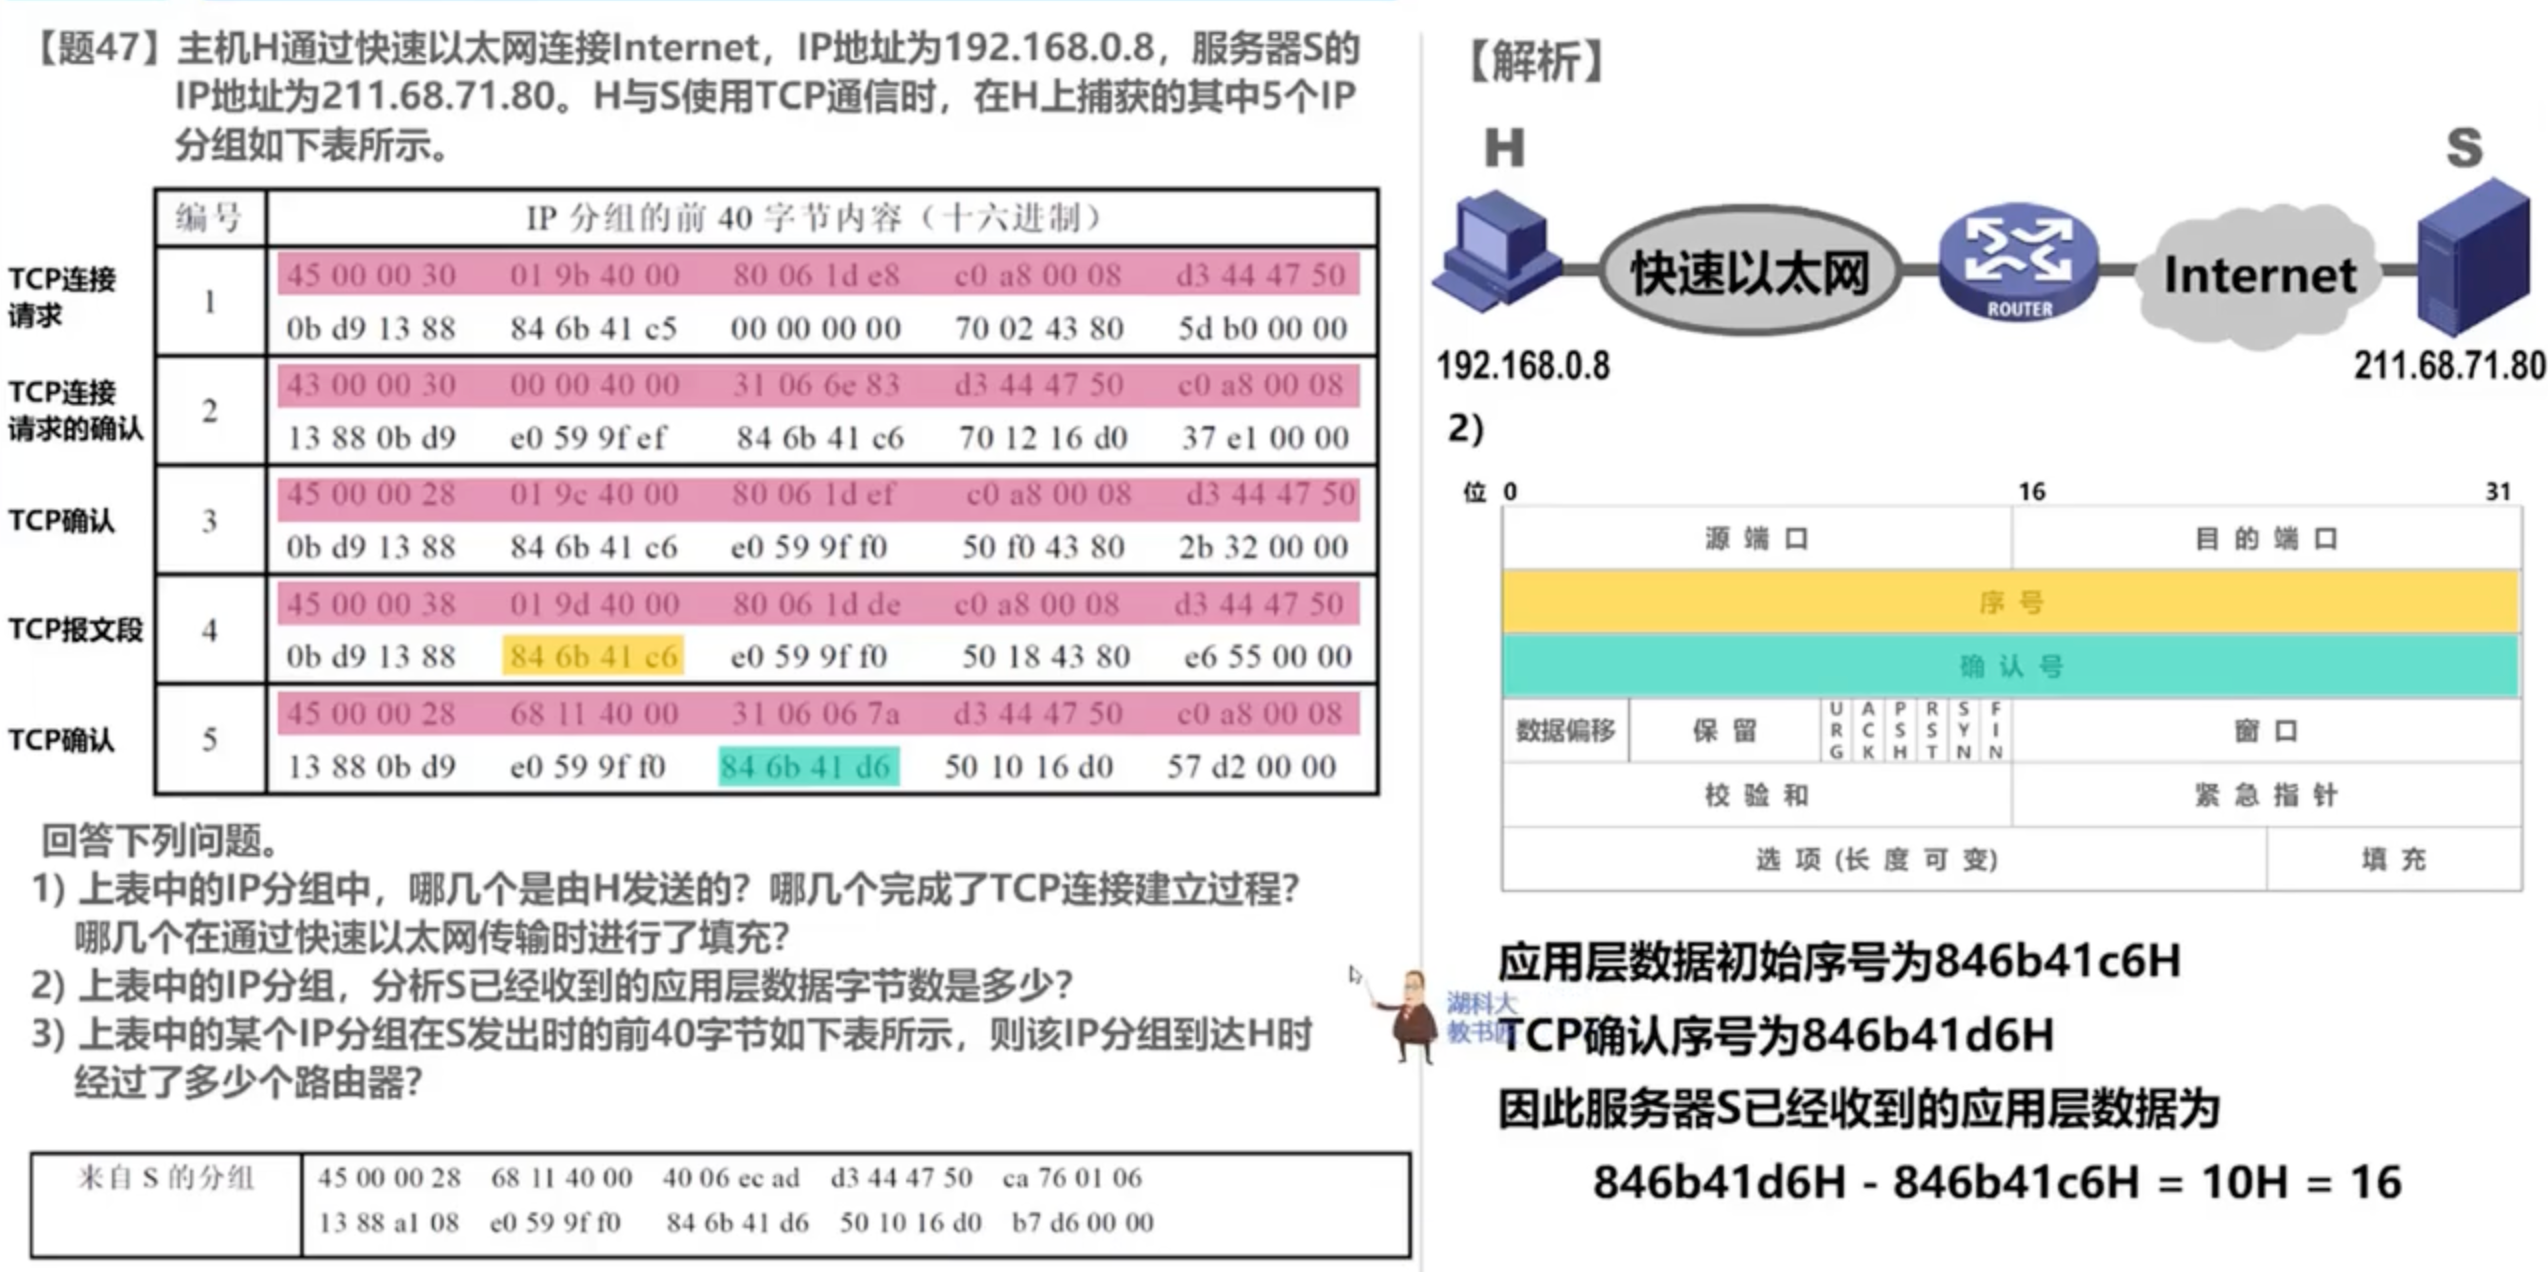 【题47】主机H通过快速以太网连接Internet，IP地址为192.168.0.8，服务器S的
IP地址为211.68.71.80。H与S使用TCP通信时，在H上捕获的其中5个IP
分组如下表所示。
编号 IP 分组的前 40 字节内容（十六进制）
TCP连接
请求
1
45 00 00 30 01 9b 40 00 80 06 1d e8 c0 a8 00 08 d3 44 47 50
0b d9 13 88 84 6b 41 c5 00 00 00 00 70 02 43 80 5d b0 00 00
TCP连接
请求的确认
2
43 00 00 30 00 00 40 00 31 06 6e 83 d3 44 47 50 c0 a8 00 08
13 88 0b d9 e0 59 9f ef 84 6b 41 c6 70 12 16 d0 37 e1 00 00
TCP确认
3
45 00 00 28 01 9c 40 00 80 06 1d ef c0 a8 00 08 d3 44 47 50
0b d9 13 88 84 6b 41 c6 e0 59 9f f0 50 f0 43 80 2b 32 00 00
TCP报文段
4
45 00 00 38 01 9d 40 00 80 06 1d de c0 a8 00 08 d3 44 47 50
0b d9 13 88 84 6b 41 c6 e0 59 9f f0 50 18 43 80 e6 55 00 00
TCP确认
5
45 00 00 28 68 11 40 00 31 06 06 7a d3 44 47 50 c0 a8 00 08
13 88 0b d9 e0 59 9f f0 84 6b 41 d6 50 10 16 d0 57 d2 00 00
回答下列问题。
1) 上表中的IP分组中，哪几个是由H发送的？哪几个完成了TCP连接建立过程？
哪几个在通过快速以太网传输时进行了填充？
2) 上表中的IP分组，分析S已经收到的应用层数据字节数是多少？
3) 上表中的某个IP分组在S发出时的前40字节如下表所示，则该IP分组到达H时
经过了多少个路由器？
来自 S 的分组
45 00 00 28 68 11 40 00 40 06 ec ad d3 44 47 50 ca 76 01 06
13 88 a1 08 e0 59 9f f0 84 6b 41 d6 50 10 16 d0 b7 d6 00 00
【解析】
H S
快速以太网 ROUTER Internet
192.168.0.8 211.68.71.80
2)
位 0 16 31
源 端 口 目 的 端 口
序 号
确 认 号
数据偏移 保 留 URG ACK PSH RST SYN FIN 窗 口
校 验 和 紧 急 指 针
选 项 (长 度 可 变) 填 充
应用层数据初始序号为846b41c6H
湖科大
教书匠
TCP确认序号为846b41d6H
因此服务器S已经收到的应用层数据为
846b41d6H - 846b41c6H = 10H = 16